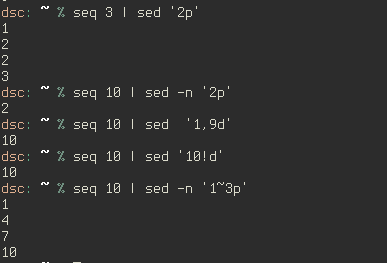 dsc: ~ % seq 3 | sed '2p'
1
2
2
3
dsc: ~ % seq 10 | sed -n '2p'
2
dsc: ~ % seq 10 | sed  '1,9d'
10
dsc: ~ % seq 10 | sed '10!d'
10
dsc: ~ % seq 10 | sed -n '1~3p'
1
4
7
10